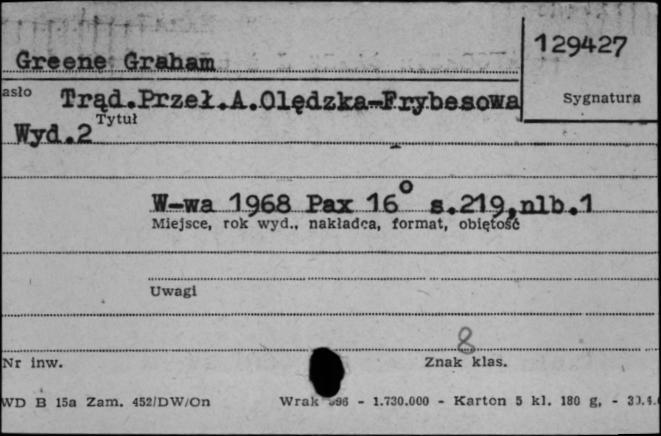 129427
Greene Graham
asło Trąd.Przeł.A.Olędzka-Frybesowa Sygnatura
Tytuł
Wyd.2
W-wa 1968 Pax 16° s.219,nlb.1
Miejsce, rok wyd., nakładca, format, objętość
Uwagi
8
Nr inw. Znak klas.
WD B 15a Zam. 452/DW/On Wrak - 1.730.000 - Karton 5 kl. 180 g, -